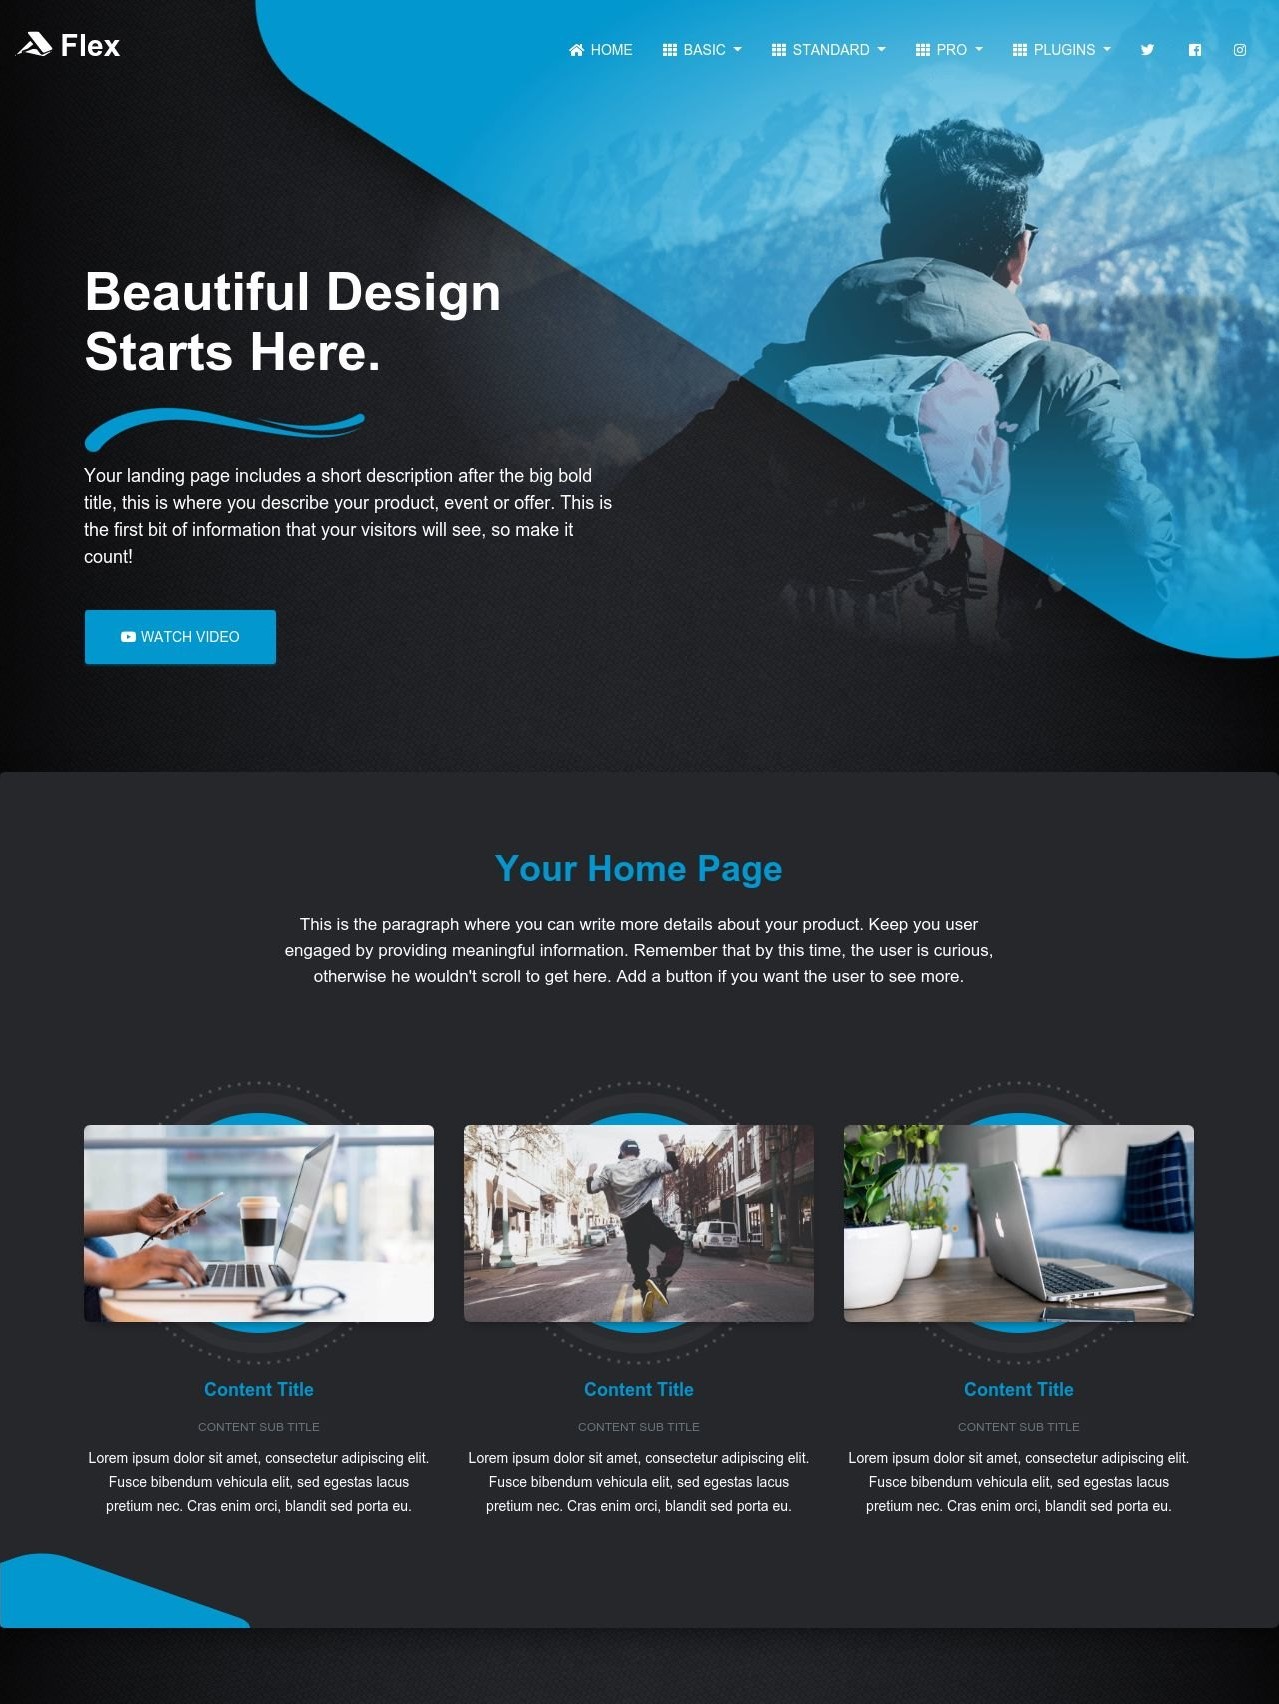 Flex
HOME BASIC STANDARD PRO PLUGINS
Beautiful Design
Starts Here.
Your landing page includes a short description after the big bold
title, this is where you describe your product, event or offer. This is
the first bit of information that your visitors will see, so make it
count!
WATCH VIDEO
Your Home Page
This is the paragraph where you can write more details about your product. Keep you user
engaged by providing meaningful information. Remember that by this time, the user is curious,
otherwise he wouldn't scroll to get here. Add a button if you want the user to see more.
Content Title
CONTENT SUB TITLE
Lorem ipsum dolor sit amet, consectetur adipiscing elit.
Fusce bibendum vehicula elit, sed egestas lacus
pretium nec. Cras enim orci, blandit sed porta eu.
Content Title
CONTENT SUB TITLE
Lorem ipsum dolor sit amet, consectetur adipiscing elit.
Fusce bibendum vehicula elit, sed egestas lacus
pretium nec. Cras enim orci, blandit sed porta eu.
Content Title
CONTENT SUB TITLE
Lorem ipsum dolor sit amet, consectetur adipiscing elit.
Fusce bibendum vehicula elit, sed egestas lacus
pretium nec. Cras enim orci, blandit sed porta eu.